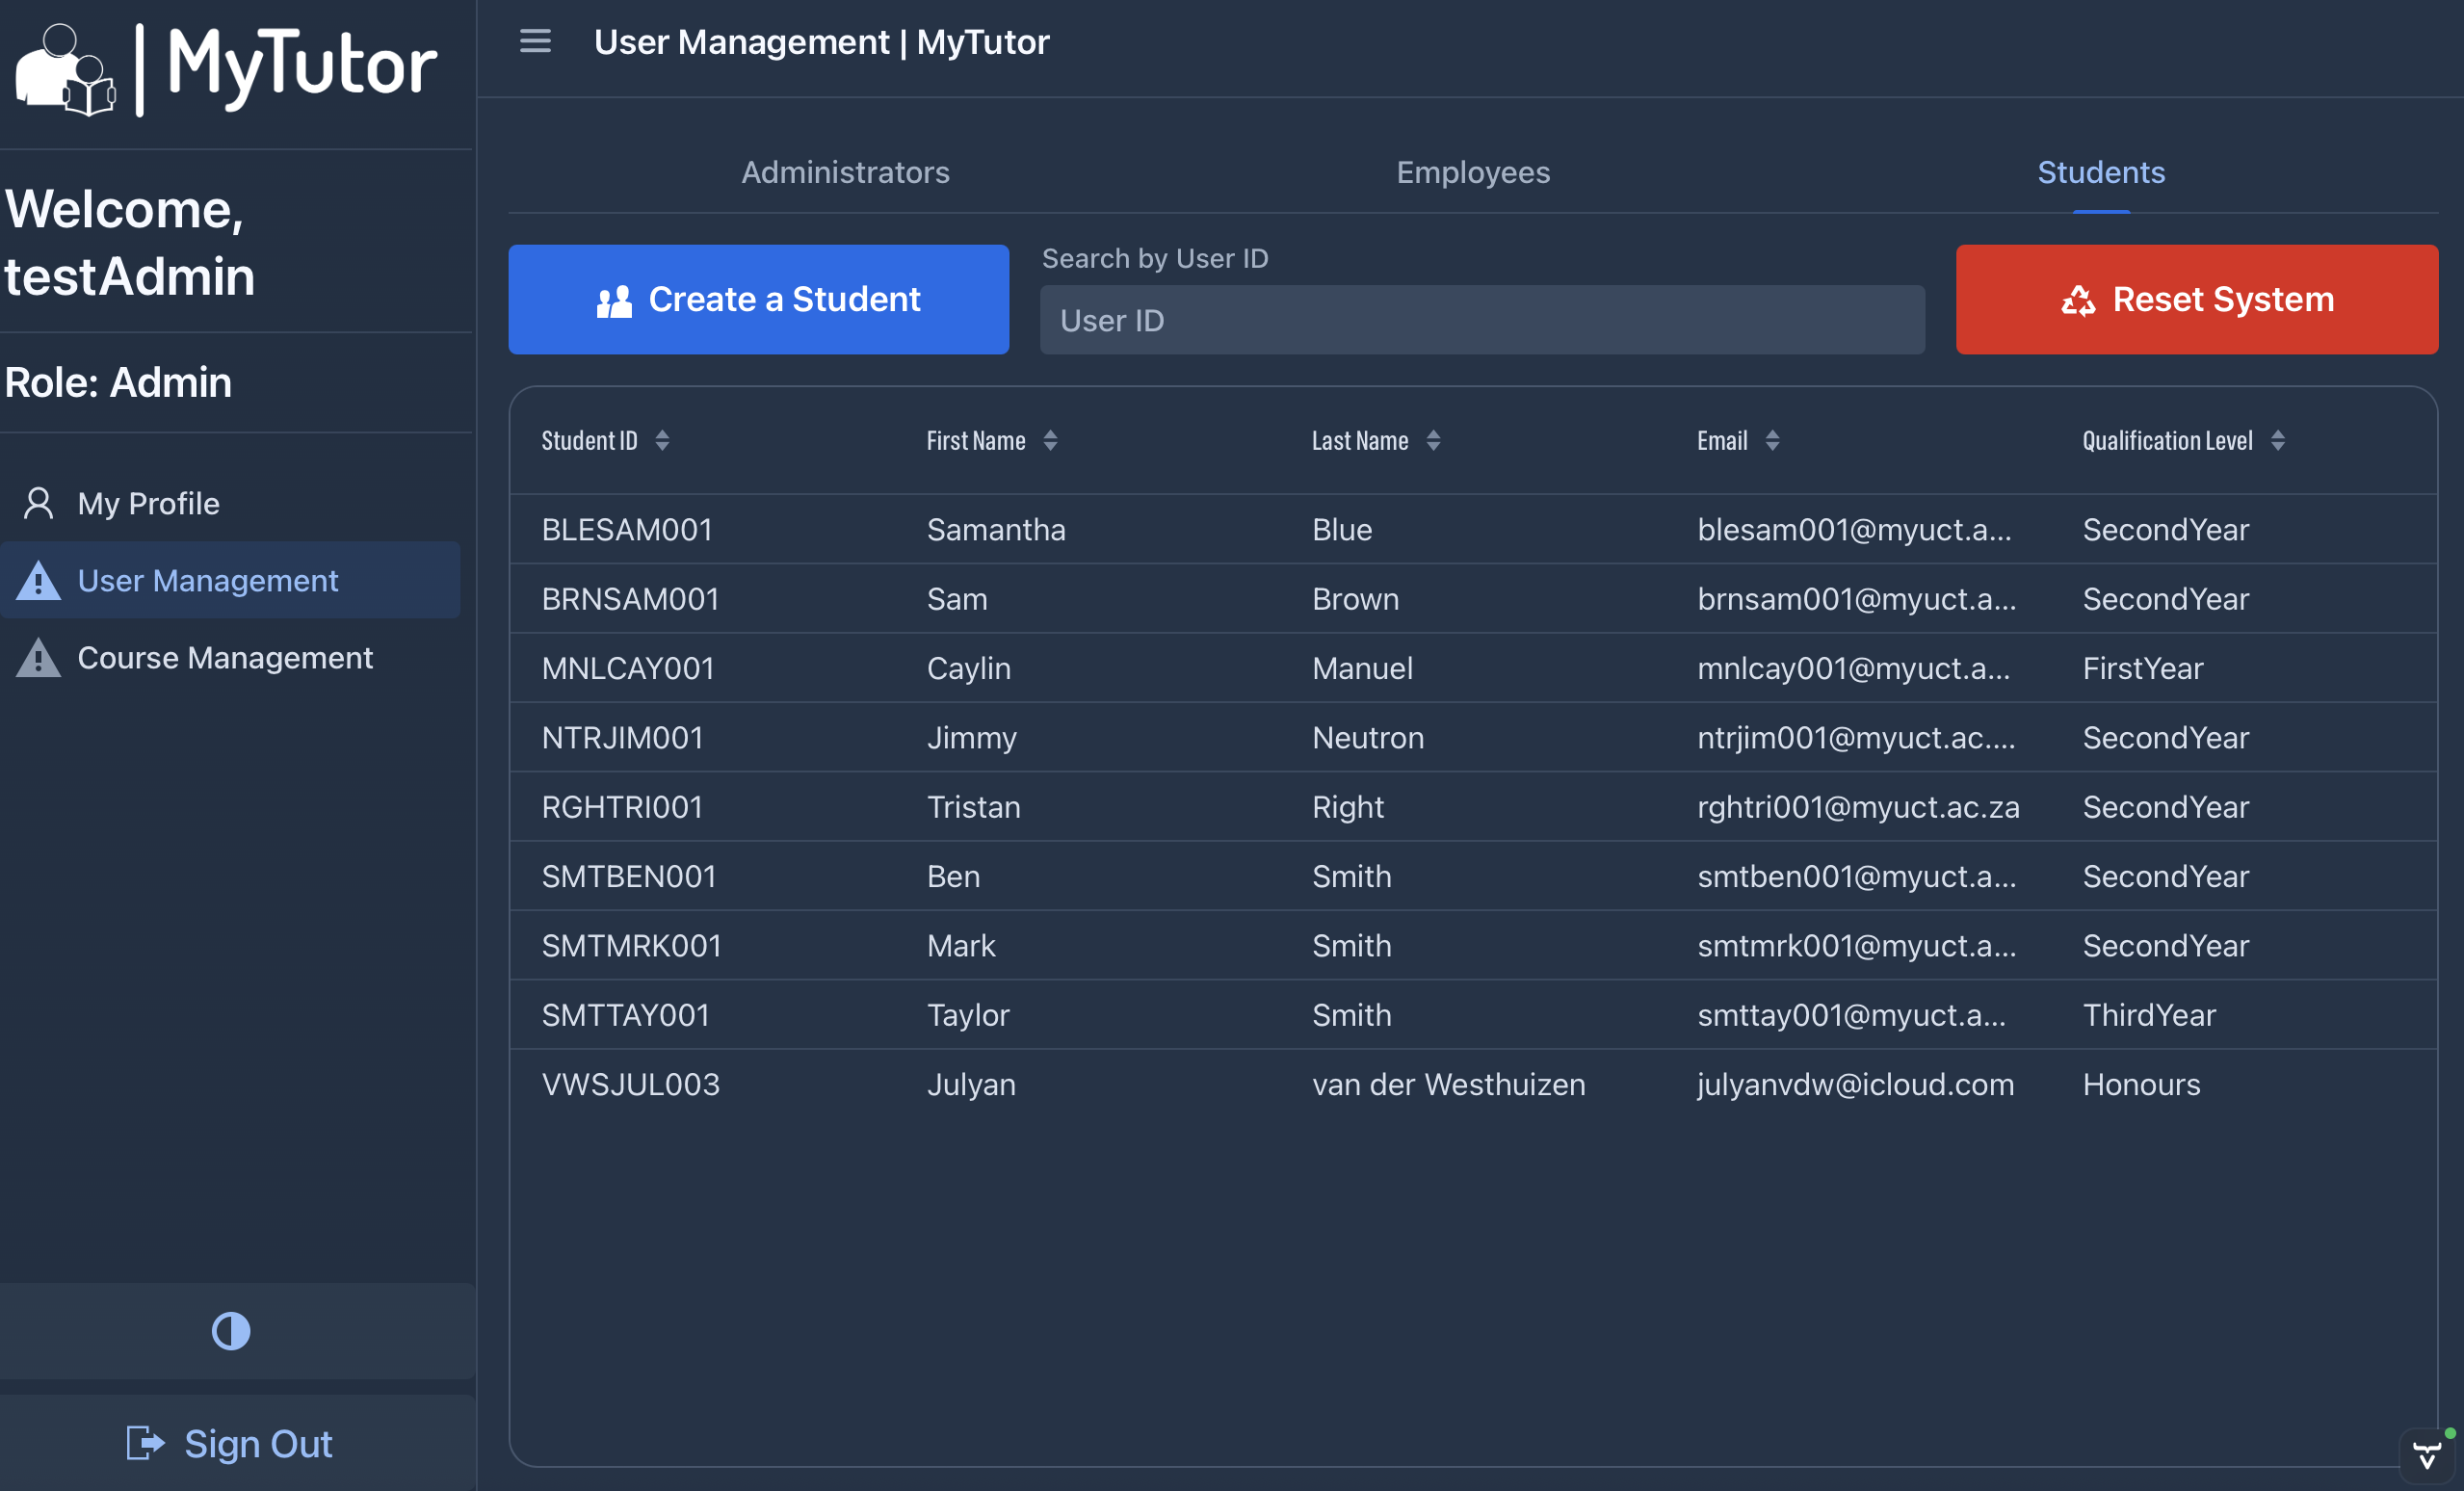 MyTutor
Welcome,
testAdmin
Role: Admin
My Profile
User Management
Course Management
Sign Out
User Management | MyTutor
Administrators Employees Students
Create a Student
Search by User ID
User ID
Reset System
Student ID First Name Last Name Email Qualification Level
BLESAM001 Samantha Blue blesam001@myuct.a... SecondYear
BRNSAM001 Sam Brown brnsam001@myuct.a... SecondYear
MNLCAY001 Caylin Manuel mnlcay001@myuct.a... FirstYear
NTRJIM001 Jimmy Neutron ntrjim001@myuct.ac.... SecondYear
RGHTRI001 Tristan Right rghtri001@myuct.ac.za SecondYear
SMTBEN001 Ben Smith smtben001@myuct.a... SecondYear
SMTMRK001 Mark Smith smtmrk001@myuct.a... SecondYear
SMTTAY001 Taylor Smith smttay001@myuct.a... ThirdYear
VWSJUL003 Julyan van der Westhuizen julyanvdw@icloud.com Honours